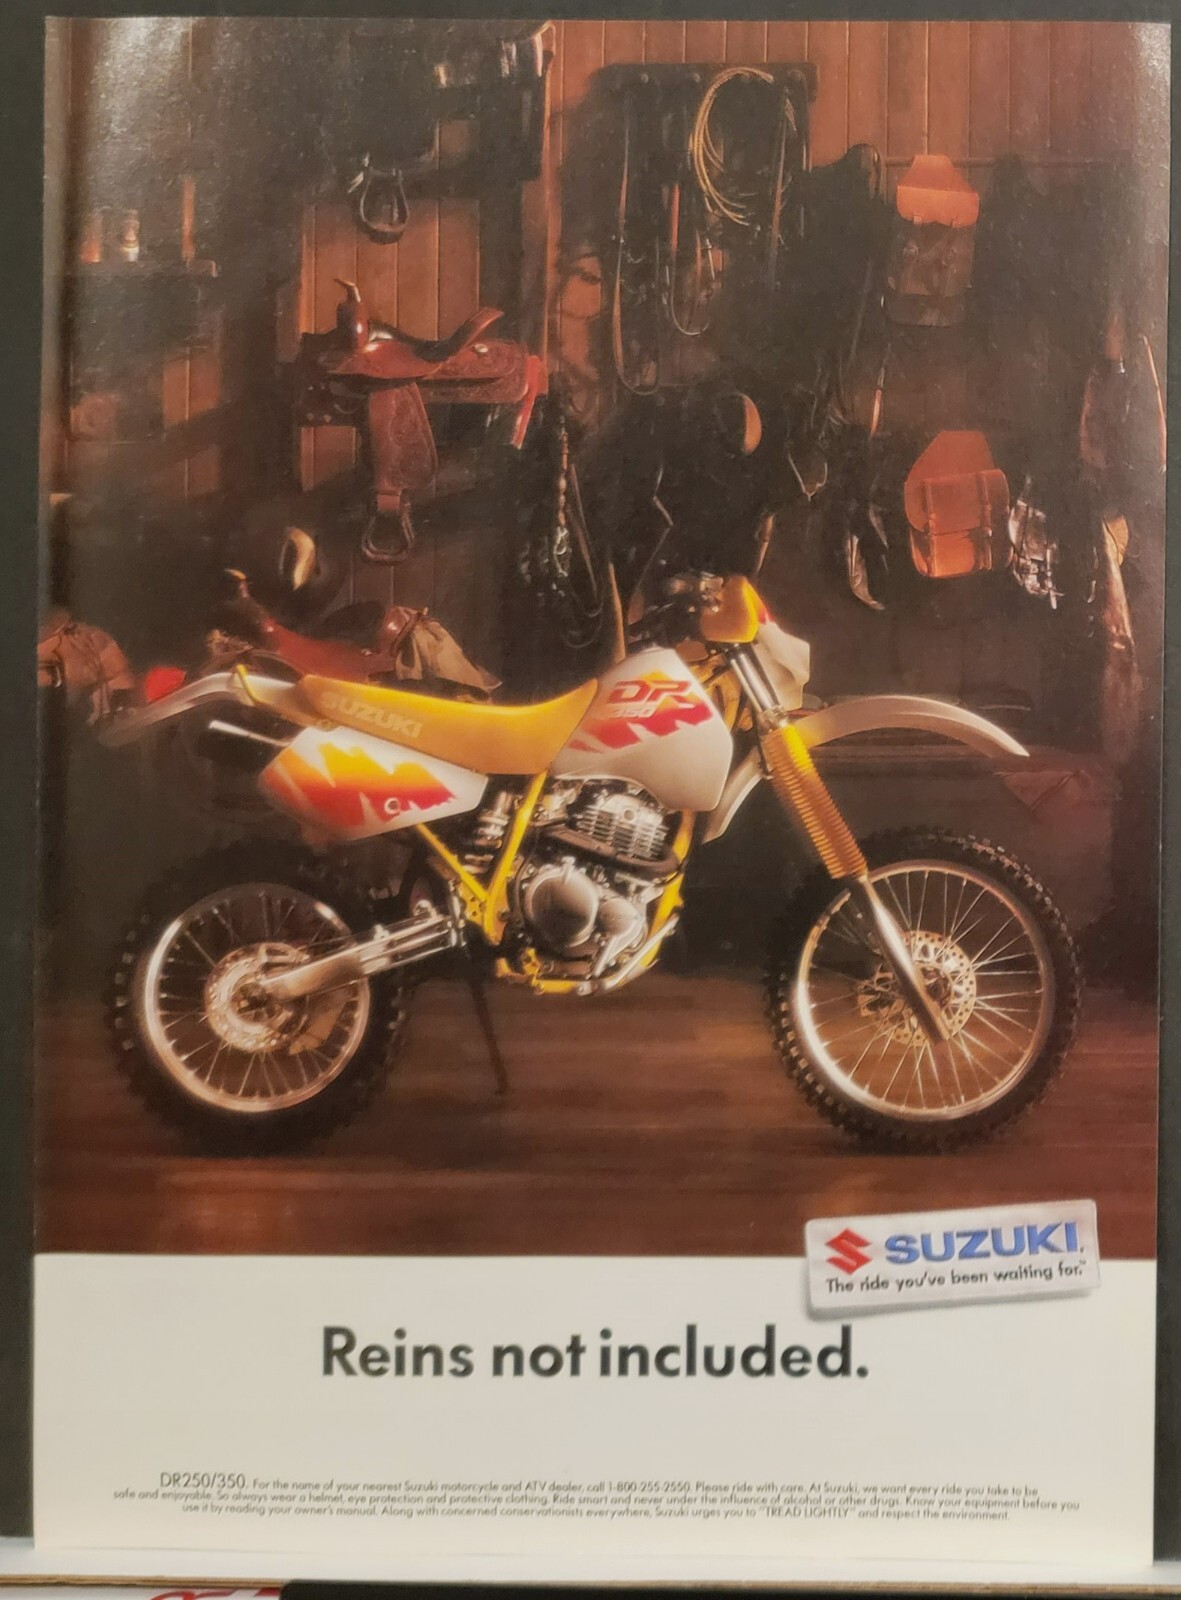 SUZUKI
DR
350
SUZUKI.
The ride you've been waiting for.™
Reins not included.
DR250/350. For the name of your nearest Suzuki motorcycle and ATV dealer, call 1-800-255-2550. Please ride with care. At Suzuki, we want every ride you take to be
safe and enjoyable. So always wear a helmet, eye protection and protective clothing. Ride smart and never under the influence of alcohol or other drugs. Know your equipment before you
use it by reading your owner's manual. Along with concerned conservationists everywhere, Suzuki urges you to "TREAD LIGHTLY" and respect the environment.